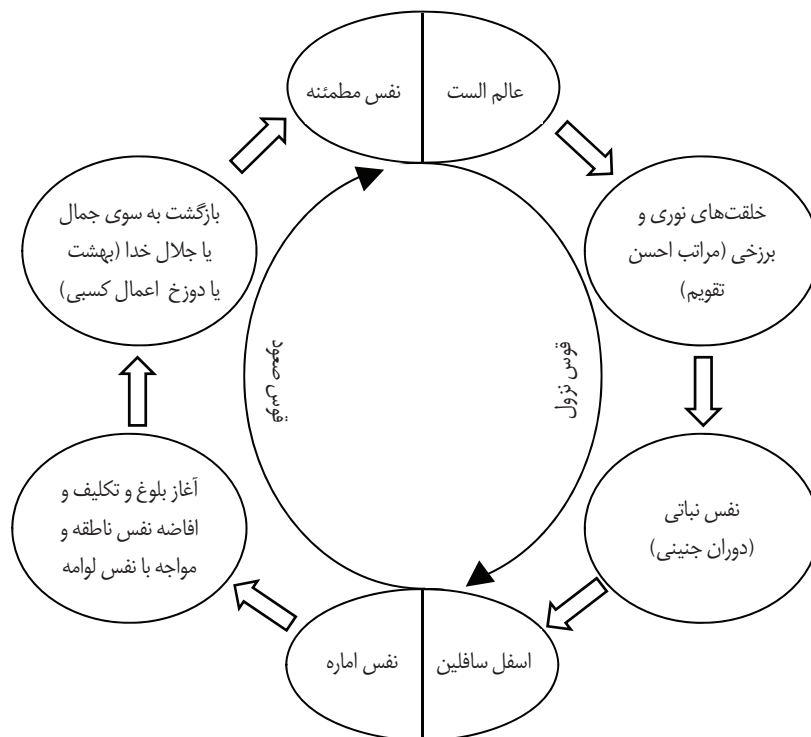 عالم الست
نفس مطمئنه
خلقت‌های نوری و
برزخی (مراتب احسن
تقویم)
بازگشت به سوی جمال
یا جلال خدا (بهشت
یا دوزخ اعمال کسبی)
قوس نزول
قوس صعود
نفس نباتی
(دوران جنینی)
آغاز بلوغ و تکلیف و
افاضه نفس ناطقه و
مواجه با نفس لوامه
اسفل سافلین
نفس اماره